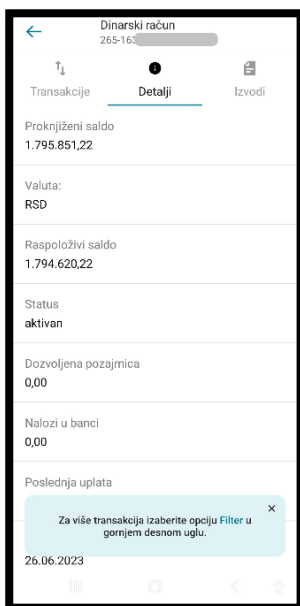 Dinarski račun
265-163
Transakcije Detalji Izvodi
Proknjiženi saldo
1.795.851,22
Valuta:
RSD
Raspoloživi saldo
1.794.620,22
Status
aktivan
Dozvoljena pozajmica
0,00
Nalozi u banci
0,00
Poslednja uplata
Za više transakcija izaberite opciju Filter u
gornjem desnom uglu.
26.06.2023